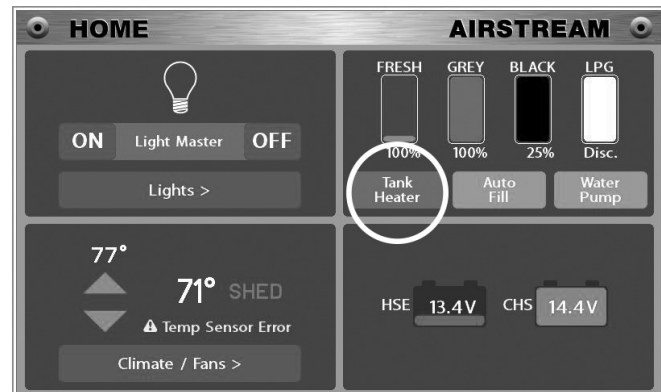 HOME
AIRSTREAM
ON Light Master OFF
Lights >
FRESH GREY BLACK LPG
100% 100% 25% Disc.
Tank Heater
Auto Fill
Water Pump
77°
71° SHED
Temp Sensor Error
Climate / Fans >
HSE 13.4V CHS 14.4V